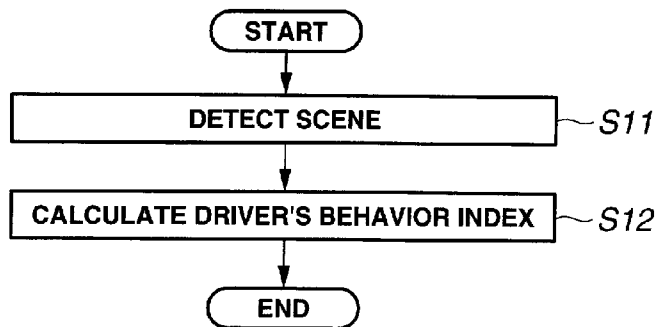 START
DETECT SCENE
S11
CALCULATE DRIVER'S BEHAVIOR INDEX
S12
END